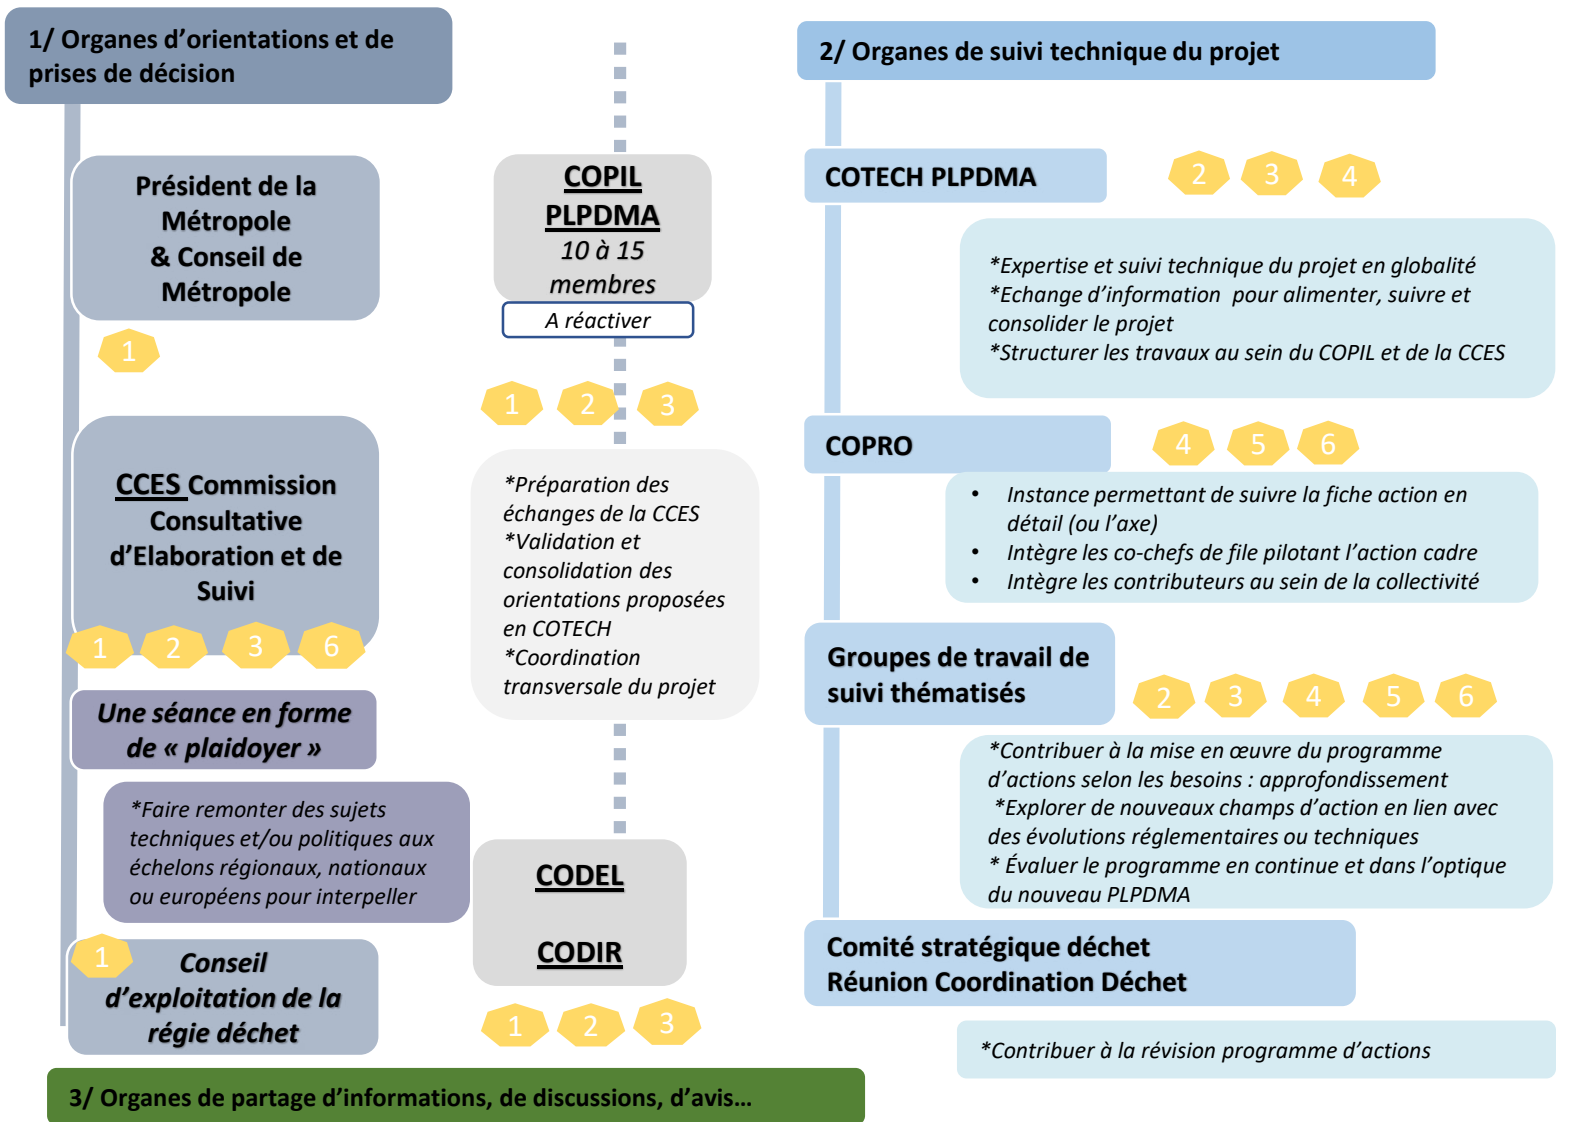 1/ Organes d’orientations et de
prises de décision
Président de la
Métropole
& Conseil de
Métropole
1
CCES Commission
Consultative
d’Elaboration et de
Suivi
1 2 3 6
Une séance en forme
de « plaidoyer »
*Faire remonter des sujets
techniques et/ou politiques aux
échelons régionaux, nationaux
ou européens pour interpeller
1
Conseil
d’exploitation de la
régie déchet
COPIL
PLPDMA
10 à 15
membres
A réactiver
1 2 3
*Préparation des
échanges de la CCES
*Validation et
consolidation des
orientations proposées
en COTECH
*Coordination
transversale du projet
CODEL
CODIR
1 2 3
2/ Organes de suivi technique du projet
COTECH PLPDMA
2 3 4
*Expertise et suivi technique du projet en globalité
*Echange d’information  pour alimenter, suivre et
consolider le projet
*Structurer les travaux au sein du COPIL et de la CCES
COPRO
4 5 6
• Instance permettant de suivre la fiche action en
détail (ou l’axe)
• Intègre les co-chefs de file pilotant l’action cadre
• Intègre les contributeurs au sein de la collectivité
Groupes de travail de
suivi thématisés
2 3 4 5 6
*Contribuer à la mise en œuvre du programme
d’actions selon les besoins : approfondissement
*Explorer de nouveaux champs d’action en lien avec
des évolutions réglementaires ou techniques
* Évaluer le programme en continue et dans l’optique
du nouveau PLPDMA
Comité stratégique déchet
Réunion Coordination Déchet
*Contribuer à la révision programme d’actions
3/ Organes de partage d’informations, de discussions, d’avis…